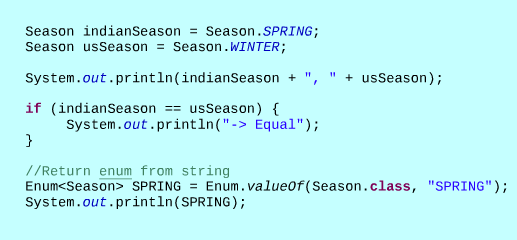 Season indianSeason = Season.SPRING;
Season usSeason = Season.WINTER;
System.out.println(indianSeason + ", " + usSeason);
if (indianSeason == usSeason) {
System.out.println("-> Equal");
}
//Return enum from string
Enum<Season> SPRING = Enum.valueOf(Season.class, "SPRING");
System.out.println(SPRING);